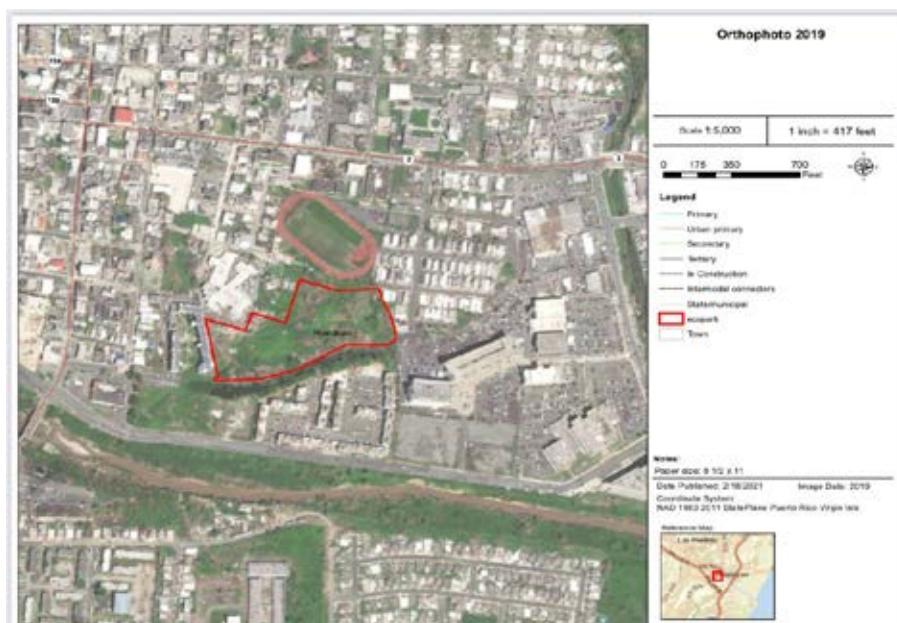 Orthophoto 2019
Scale 1:5,000
1 inch = 417 feet
0 175 350 700
Feet
Legend
Primary
Urban primary
Secondary
Tertiary
In Construction
Intermodal connectors
State/municipal
ecopark
Town
3
3
Notes:
Paper size: 8 1/2 x 11
Date Published: 2/18/2021
Image Date: 2019
Coordinate System:
NAD 1983 2011 StatePlane Puerto Rico Virgin Isls
Reference Map